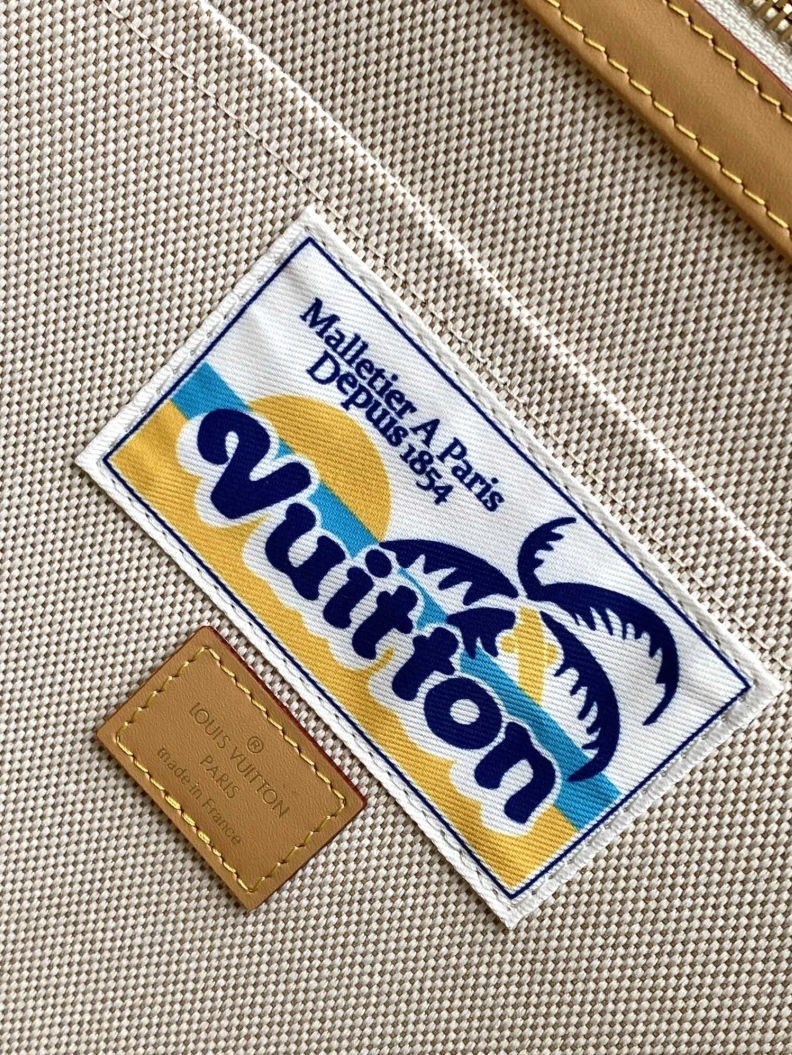 Malletier A Paris
Depuis 1854
Vuitton
®
LOUIS VUITTON
PARIS
made in France